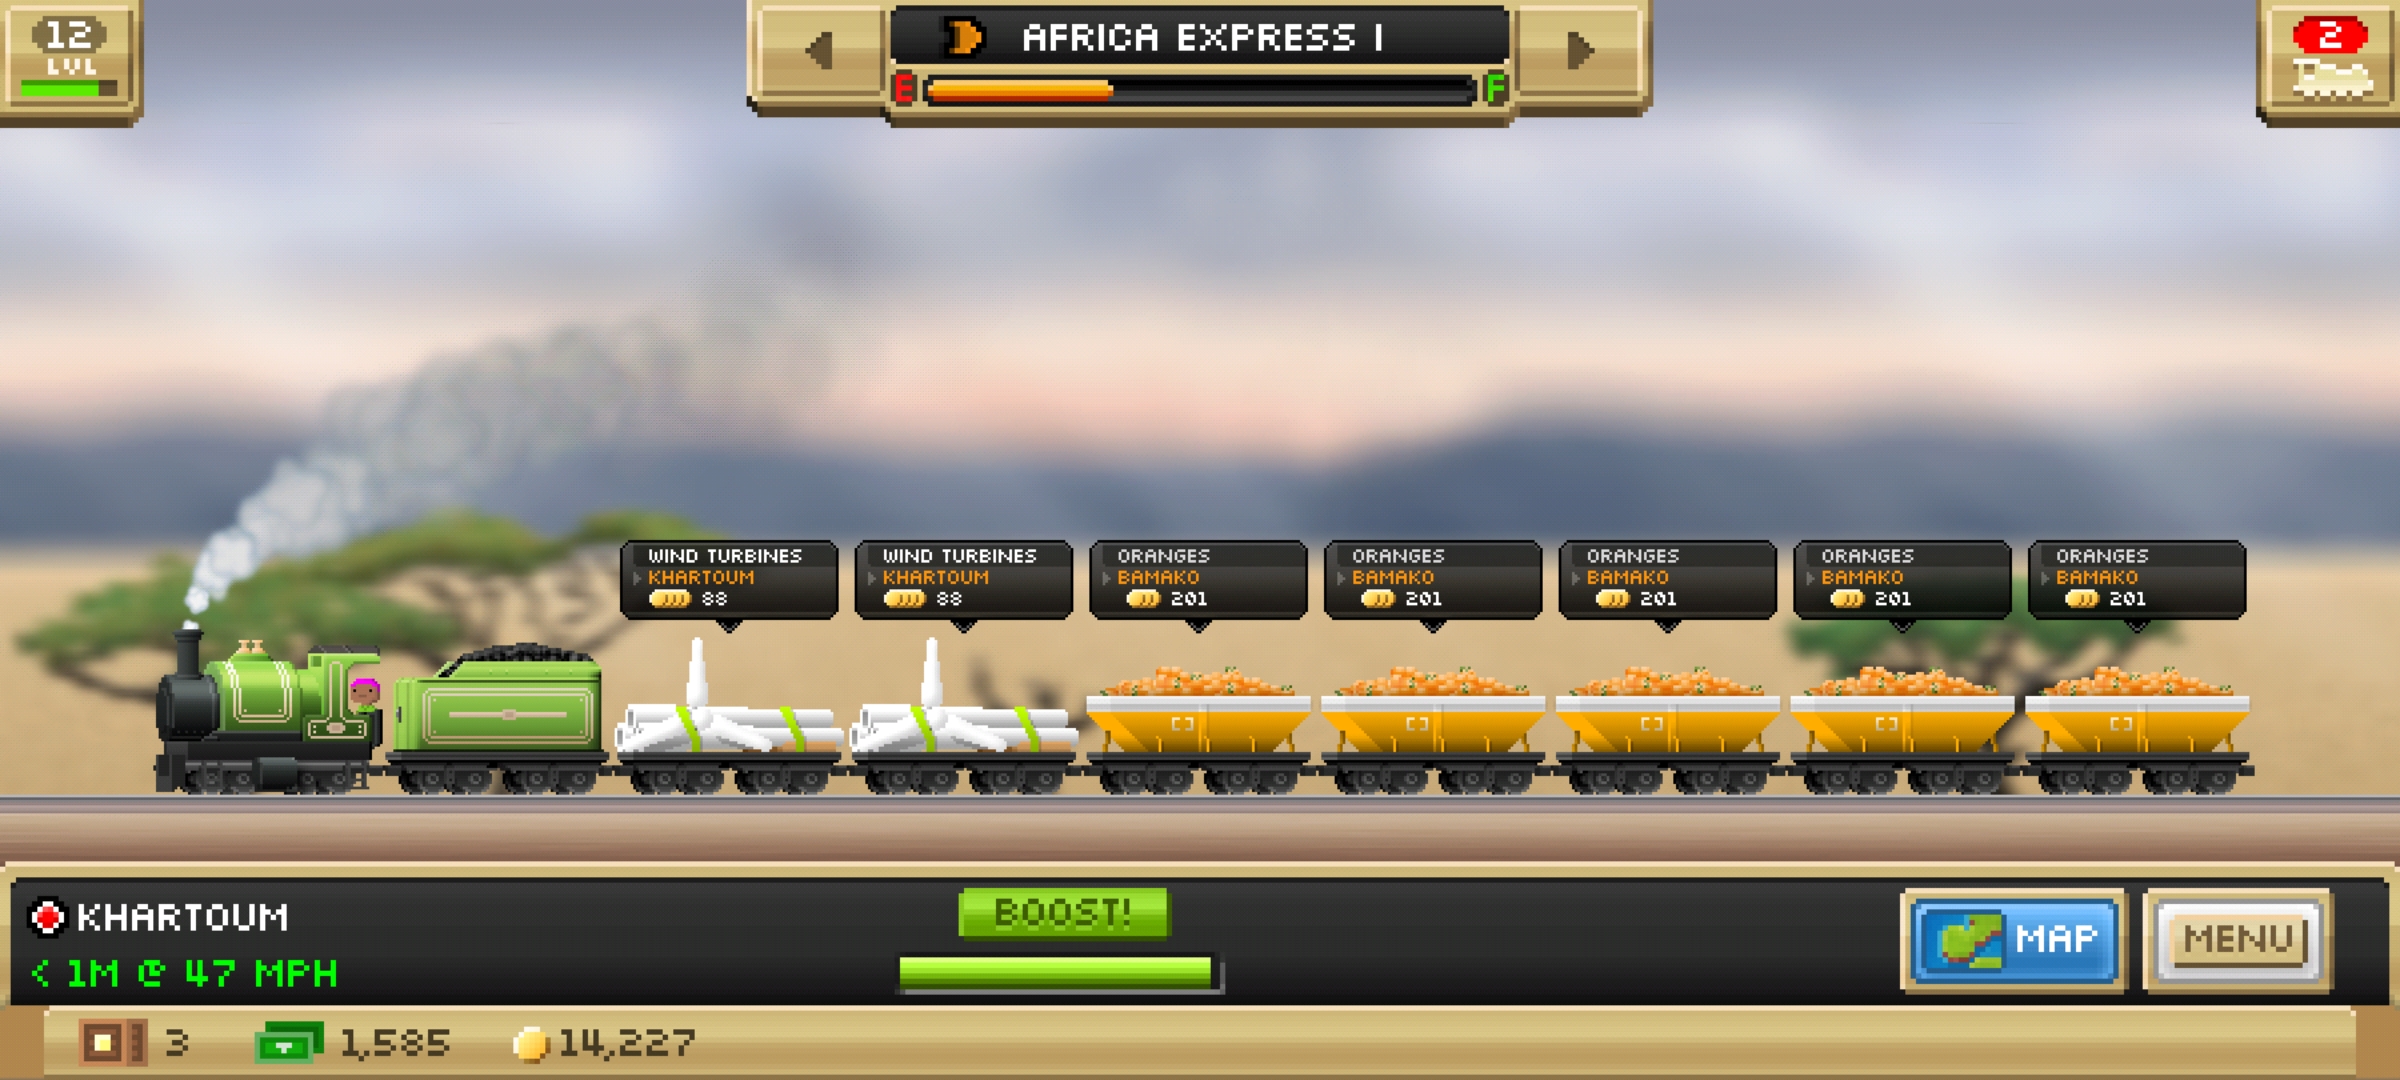 12
LVL
AFRICA EXPRESS I
E F
2
WIND TURBINES
KHARTOUM
88
WIND TURBINES
KHARTOUM
88
ORANGES
BAMAKO
201
ORANGES
BAMAKO
201
ORANGES
BAMAKO
201
ORANGES
BAMAKO
201
ORANGES
BAMAKO
201
KHARTOUM
< 1M @ 47 MPH
BOOST!
MAP
MENU
3 1,585 14,227